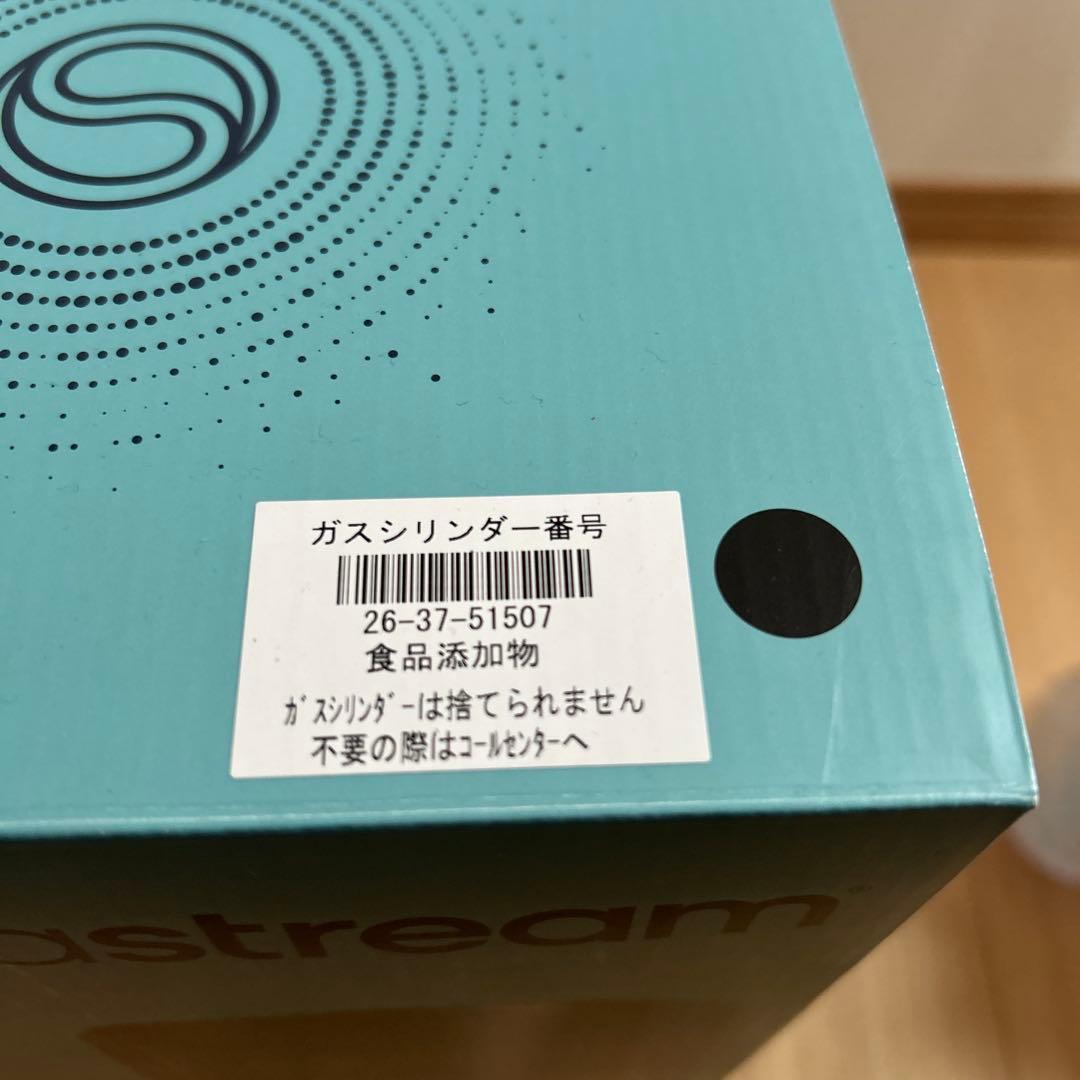 ガスシリンダー番号
26-37-51507
食品添加物
ガスシリンダーは捨てられません
不要の際はコールセンターへ
astream®